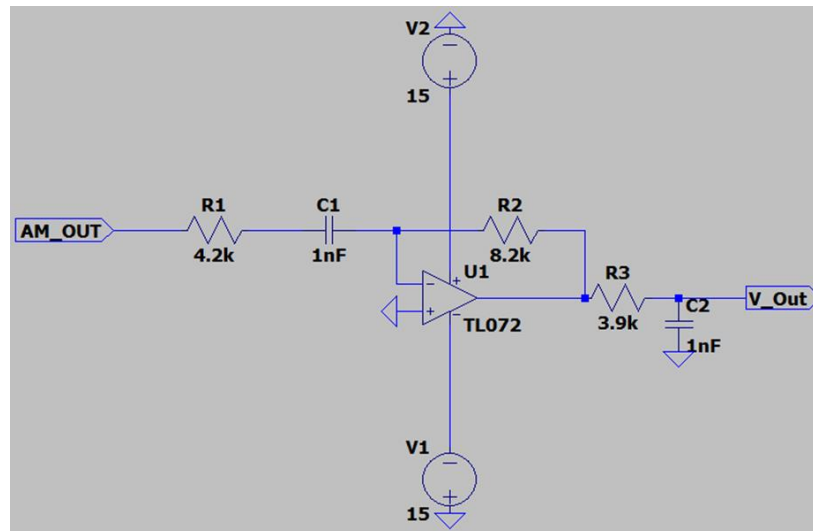 V2
−
+
15
AM_OUT
R1
4.2k
C1
1nF
R2
8.2k
U1
−
+
+
−
TL072
R3
3.9k
C2
1nF
V_Out
V1
−
+
15